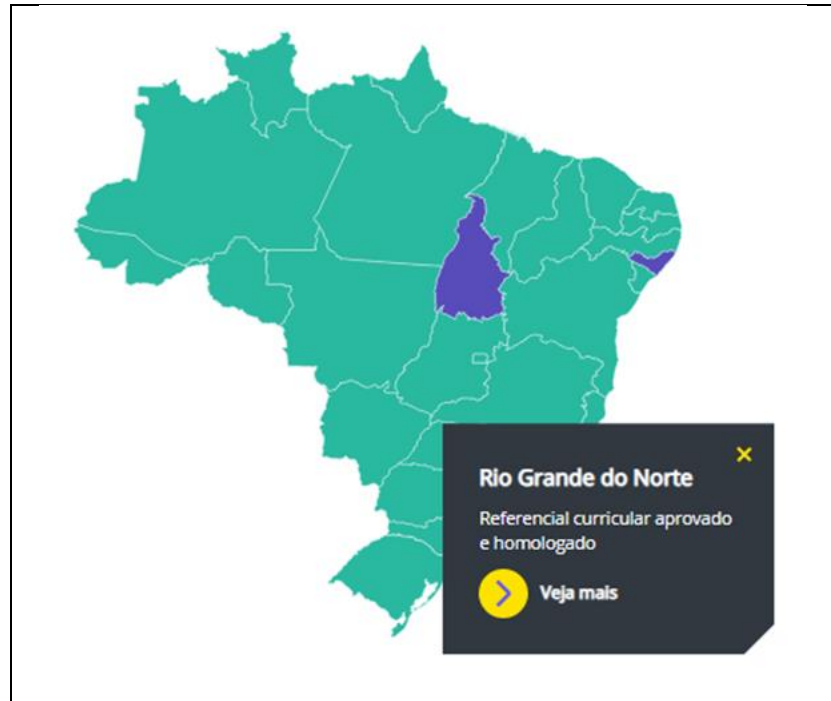 Rio Grande do Norte
Referencial curricular aprovado
e homologado
Veja mais